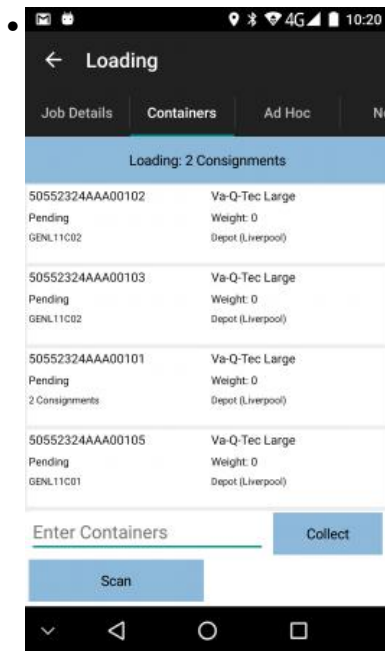 4G 10:20
Loading
Job Details Containers Ad Hoc
Loading: 2 Consignments
50552324AAA00102 Va-Q-Tec Large
Pending Weight: 0
GENL11C02 Depot (Liverpool)
50552324AAA00103 Va-Q-Tec Large
Pending Weight: 0
GENL11C02 Depot (Liverpool)
50552324AAA00101 Va-Q-Tec Large
Pending Weight: 0
2 Consignments Depot (Liverpool)
50552324AAA00105 Va-Q-Tec Large
Pending Weight: 0
GENL11C01 Depot (Liverpool)
Enter Containers Collect
Scan